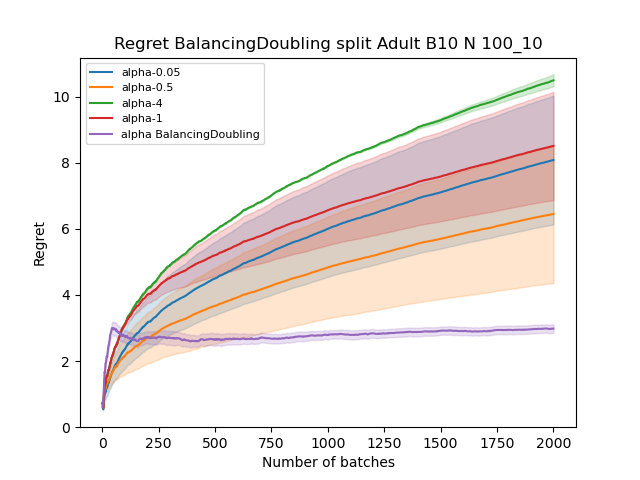 Regret BalancingDoubling split Adult B10 N 100_10
alpha-0.05
alpha-0.5
alpha-4
alpha-1
alpha BalancingDoubling
10
8
6
4
2
0
Regret
0 250 500 750 1000 1250 1500 1750 2000
Number of batches